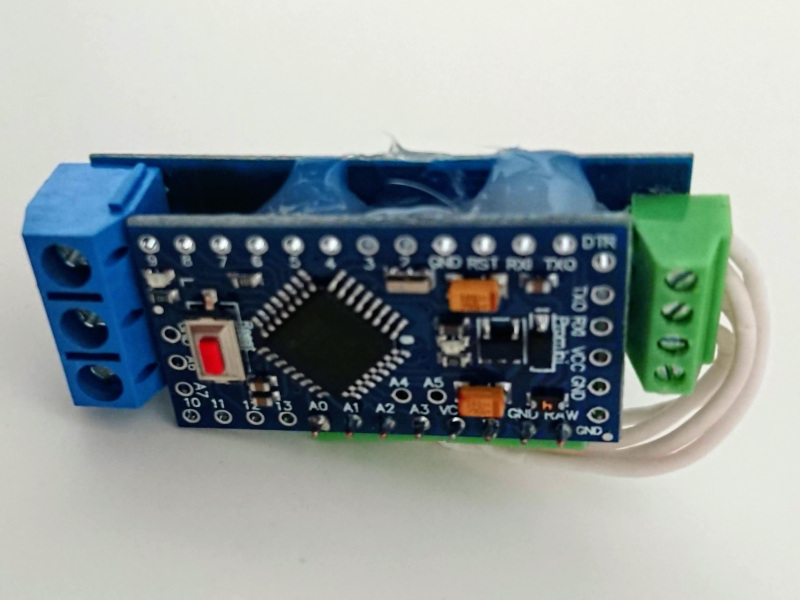 9 8 7 6 5 4 3 2 GND RST RXI TXO DTR
L
TXO
RXI
VCC
GND
GND
A6
A7
A4 A5
10 11 12 13 A0 A1 A2 A3 VC GND RAW